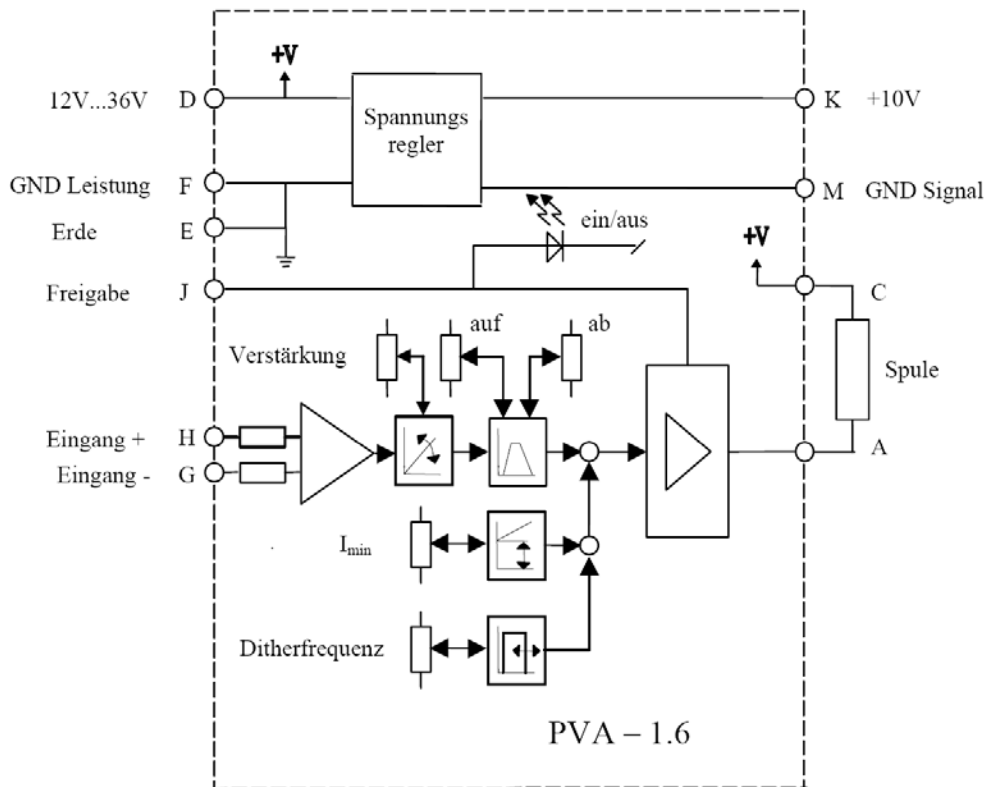 +V
12V...36V D
Spannungs
regler
K +10V
GND Leistung F
M GND Signal
Erde E
ein/aus
+V
Freigabe J
C
auf
ab
Verstärkung
Spule
Eingang + H
Eingang - G
A
Imin
Ditherfrequenz
PVA – 1.6